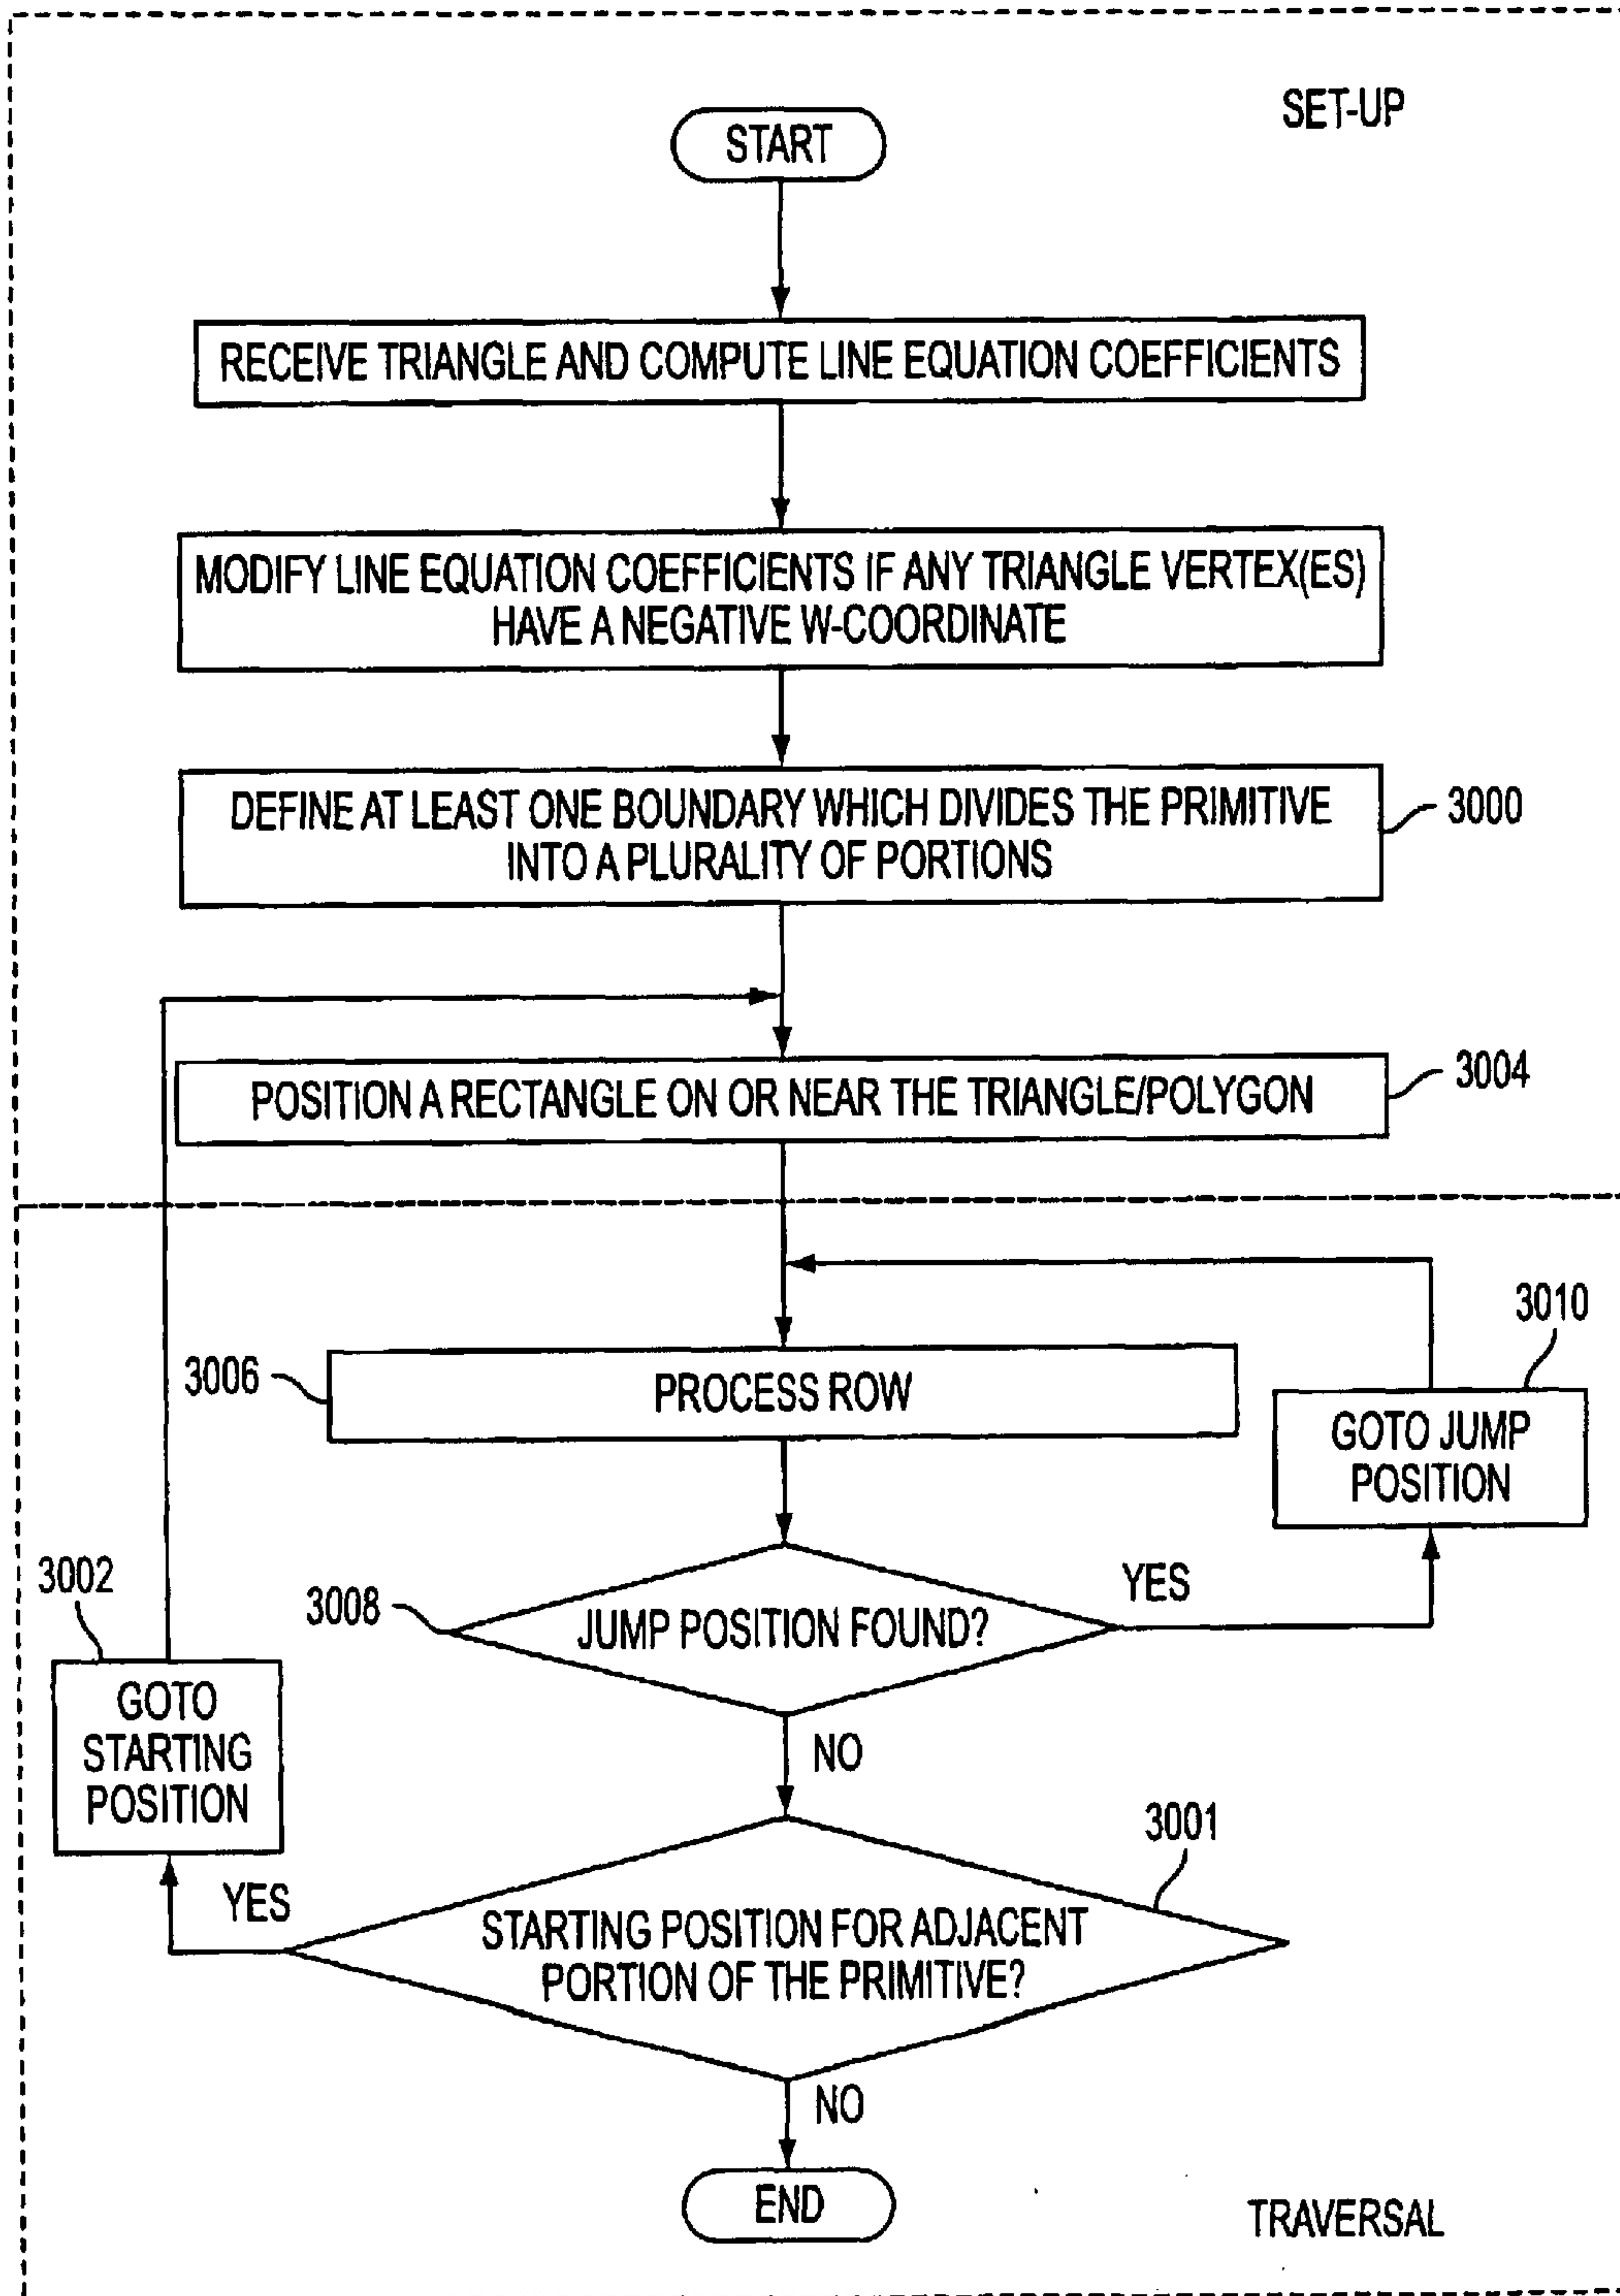 SET-UP
START
RECEIVE TRIANGLE AND COMPUTE LINE EQUATION COEFFICIENTS
MODIFY LINE EQUATION COEFFICIENTS IF ANY TRIANGLE VERTEX(ES)
HAVE A NEGATIVE W-COORDINATE
DEFINE AT LEAST ONE BOUNDARY WHICH DIVIDES THE PRIMITIVE
INTO A PLURALITY OF PORTIONS
3000
POSITION A RECTANGLE ON OR NEAR THE TRIANGLE/POLYGON
3004
3006
PROCESS ROW
3010
GOTO JUMP
POSITION
3008
JUMP POSITION FOUND?
YES
NO
3002
GOTO
STARTING
POSITION
YES
3001
STARTING POSITION FOR ADJACENT
PORTION OF THE PRIMITIVE?
NO
END
TRAVERSAL